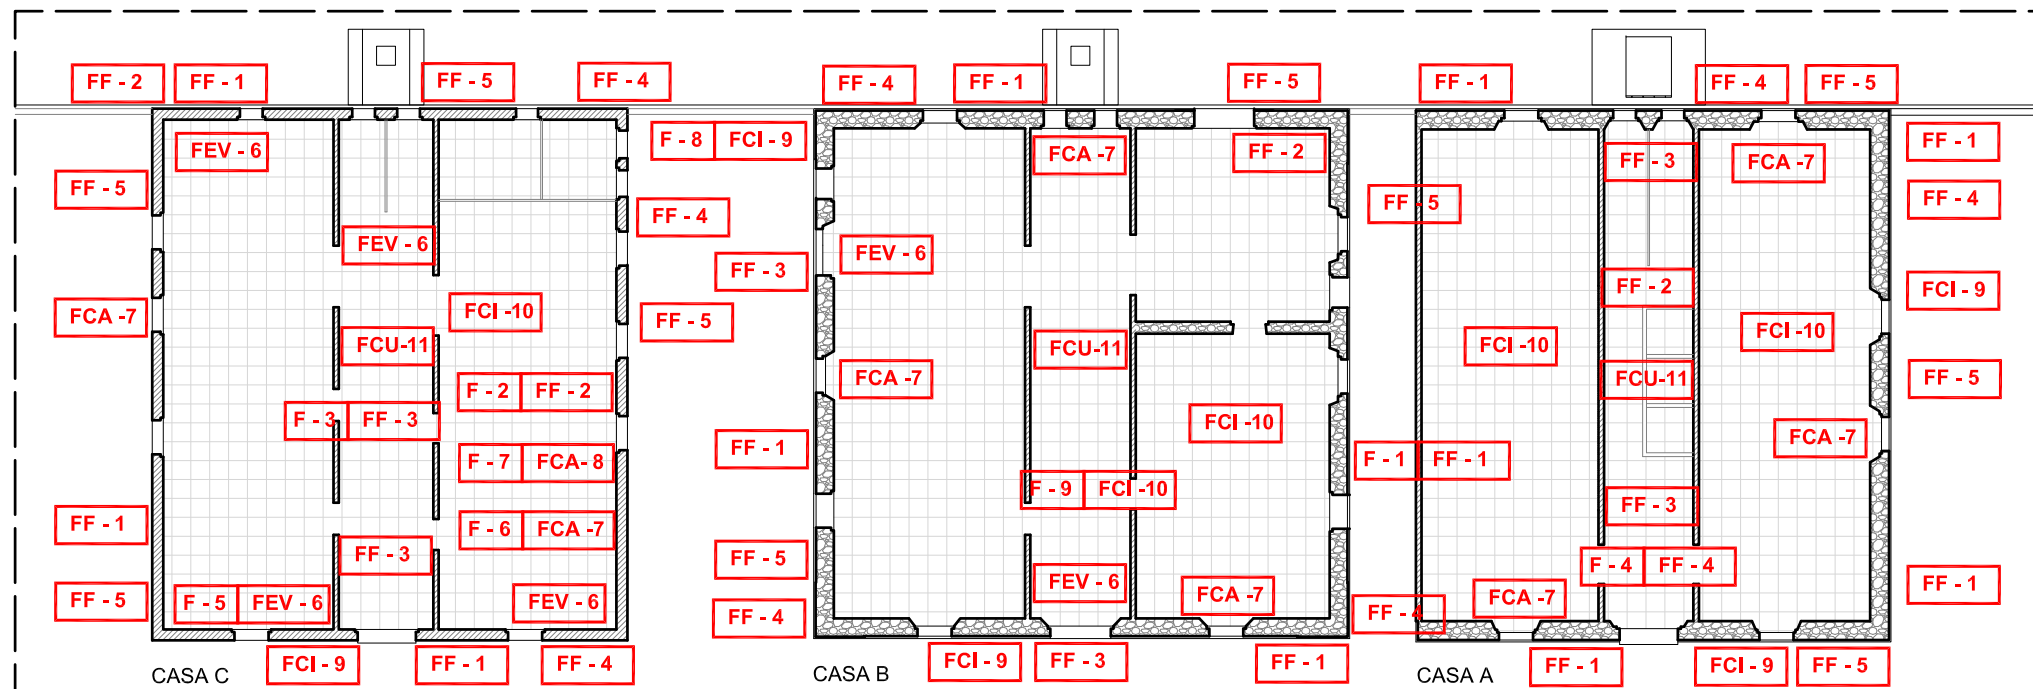 FF - 2 FF - 1 FF - 5 FF - 4
FEV - 6
FF - 5
FEV - 6
FCA -7
FCI -10
FCU-11
F - 2 FF - 2
F - 3 FF - 3
F - 7 FCA- 8
FF - 1
F - 6 FCA -7
FF - 3
FF - 5
F - 5 FEV - 6
FEV - 6
FCI - 9 FF - 1 FF - 4
CASA C
FF - 4 FF - 1 FF - 5
F - 8 FCI - 9
FCA -7
FF - 2
FF - 4
FEV - 6
FF - 3
FF - 5
FCU-11
FCA -7
FCI -10
FF - 1
F - 9 FCI -10
FF - 5
FEV - 6
FCA -7
FF - 4
FCI - 9 FF - 3 FF - 1
CASA B
FF - 1 FF - 4 FF - 5
FF - 1
FF - 3
FCA -7
FF - 5
FF - 4
FF - 2
FCI - 9
FCI -10
FCI -10
FCU-11
FF - 5
FCA -7
F - 1 FF - 1
FF - 3
F - 4 FF - 4
FF - 1
FCA -7
FF - 4
FF - 1 FCI - 9 FF - 5
CASA A